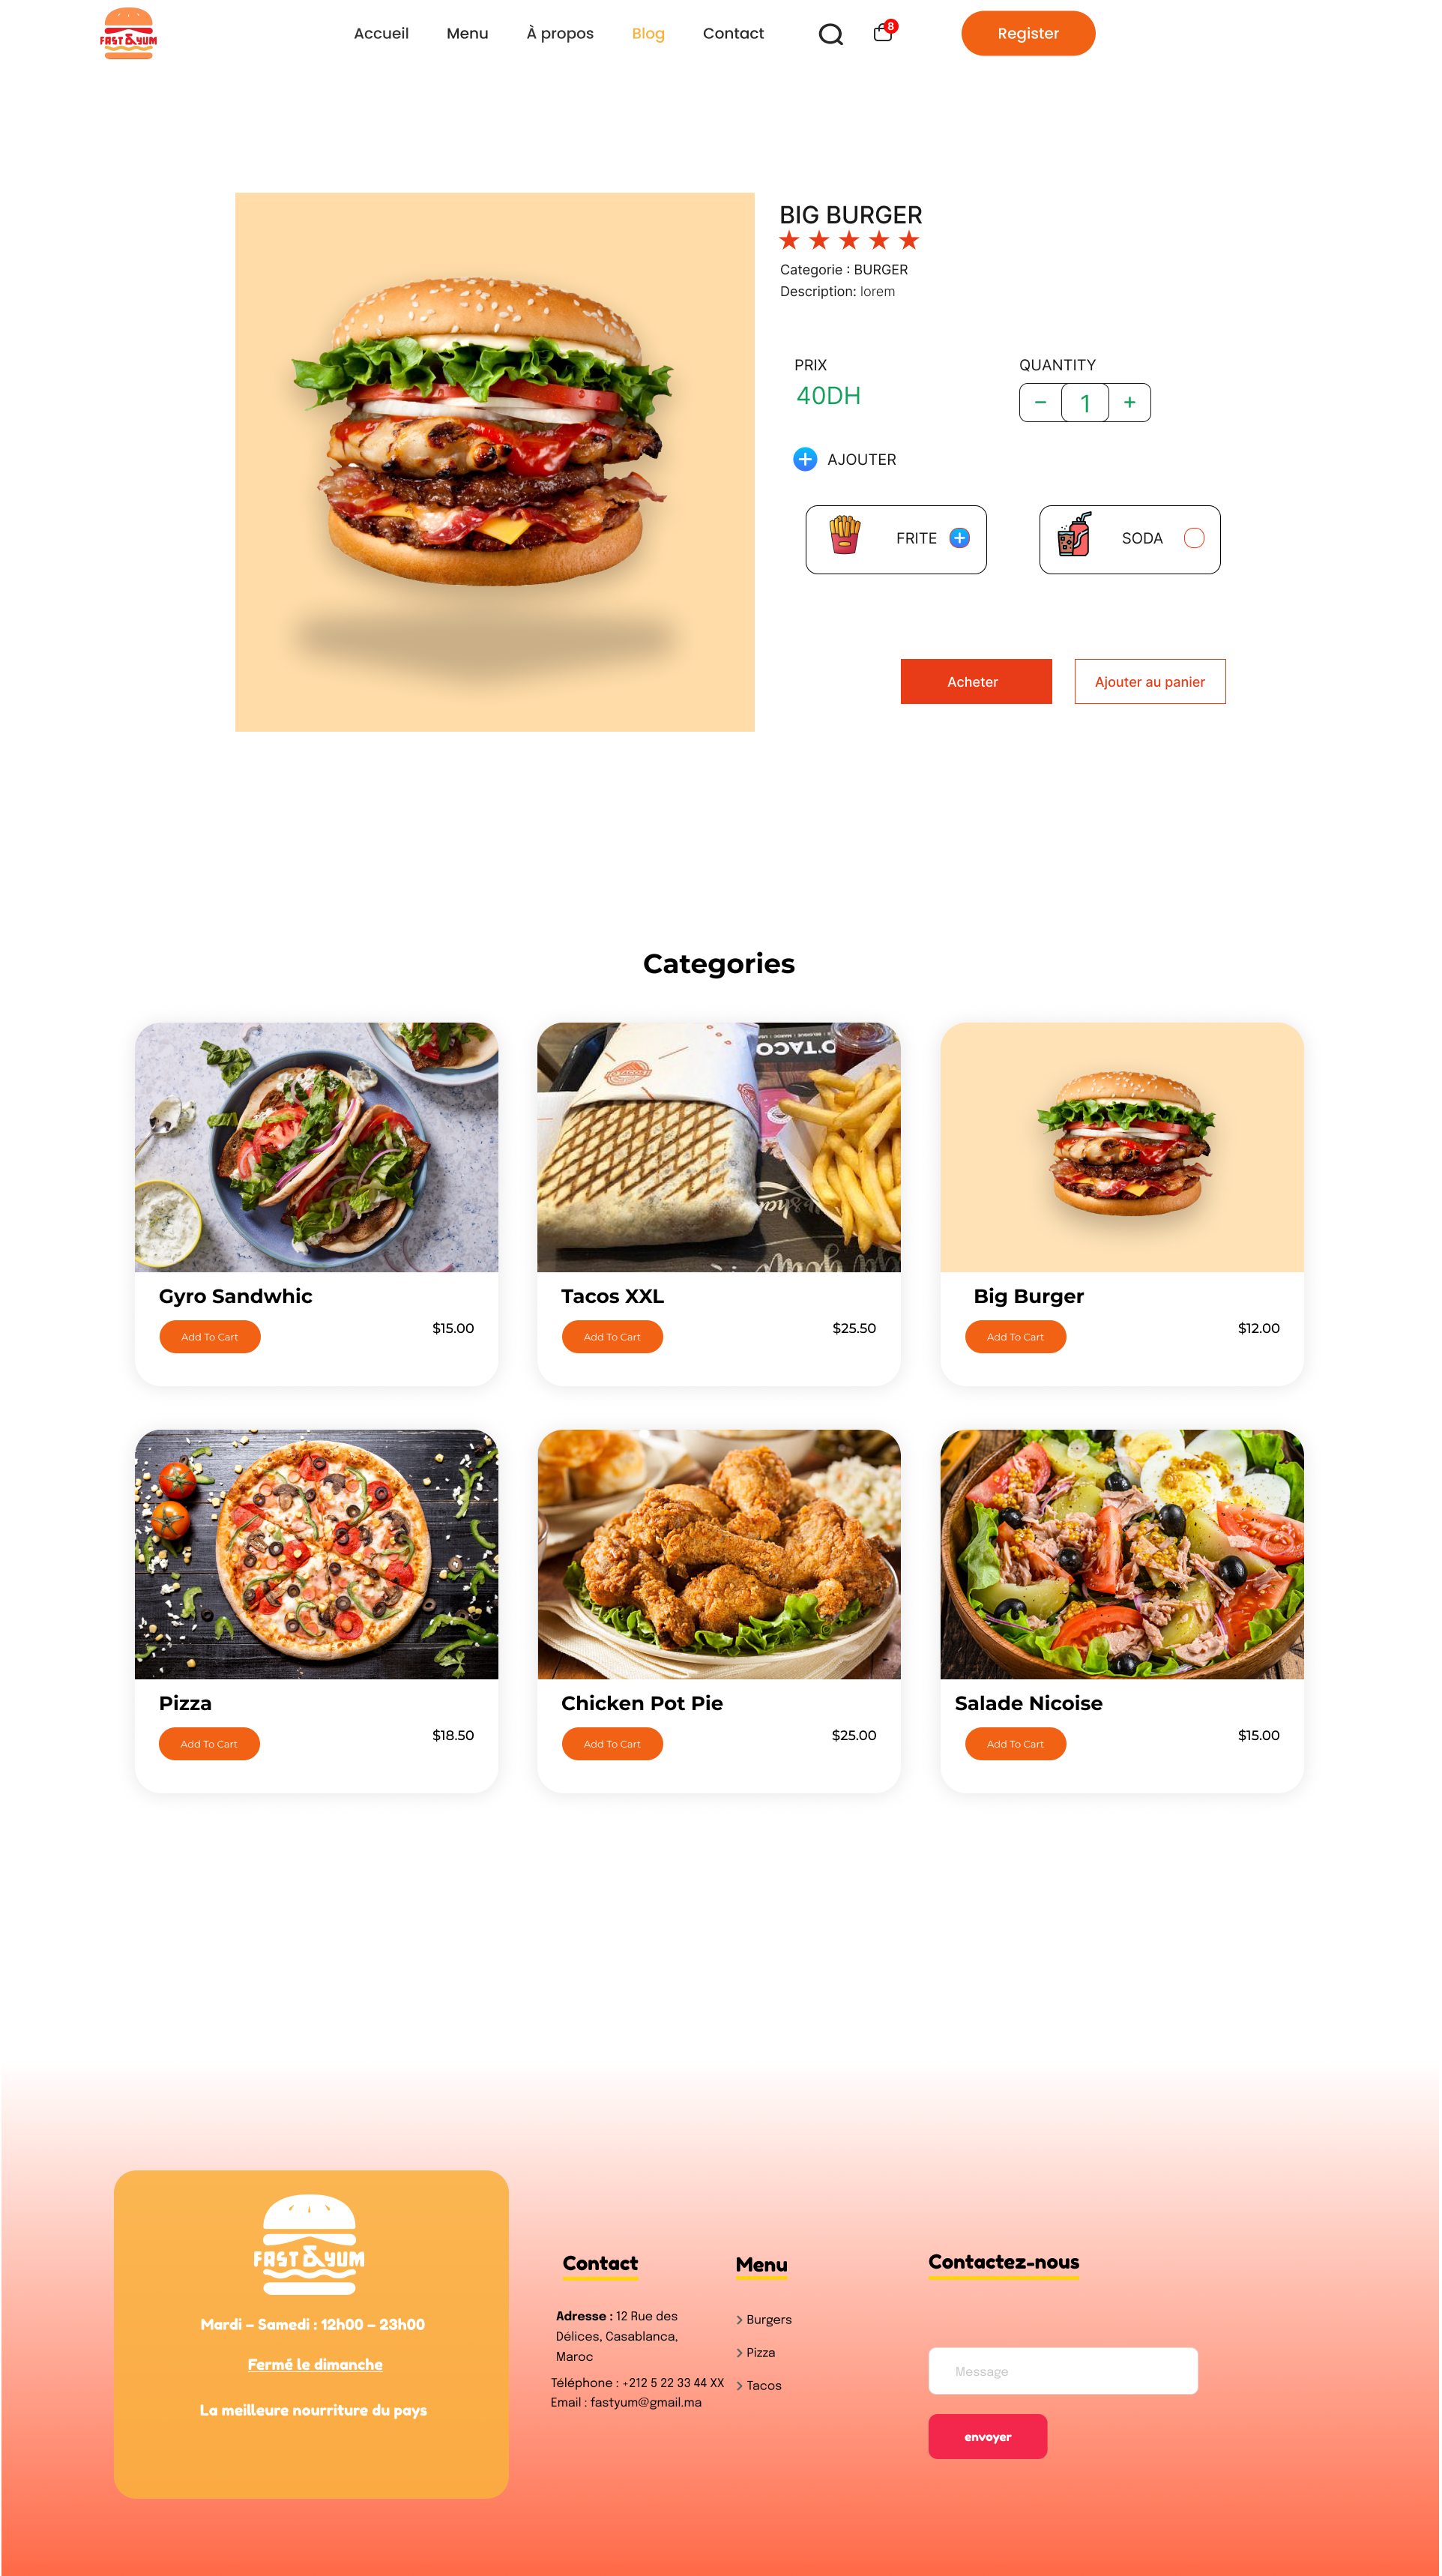 FAST & YUM
Accueil
Menu
À propos
Blog
Contact
8
Register
BIG BURGER
Categorie : BURGER
Description: lorem
PRIX
QUANTITY
40DH
− 1 +
AJOUTER
FRITE
SODA
Acheter
Ajouter au panier
Categories
O'TACO
Gyro Sandwhic
Add To Cart
$15.00
Tacos XXL
Add To Cart
$25.50
Big Burger
Add To Cart
$12.00
Pizza
Add To Cart
$18.50
Chicken Pot Pie
Add To Cart
$25.00
Salade Nicoise
Add To Cart
$15.00
FAST & YUM
Mardi – Samedi : 12h00 – 23h00
Fermé le dimanche
La meilleure nourriture du pays
Contact
Adresse : 12 Rue des
Délices, Casablanca,
Maroc
Téléphone : +212 5 22 33 44 XX
Email : fastyum@gmail.ma
Menu
Burgers
Pizza
Tacos
Contactez-nous
Message
envoyer